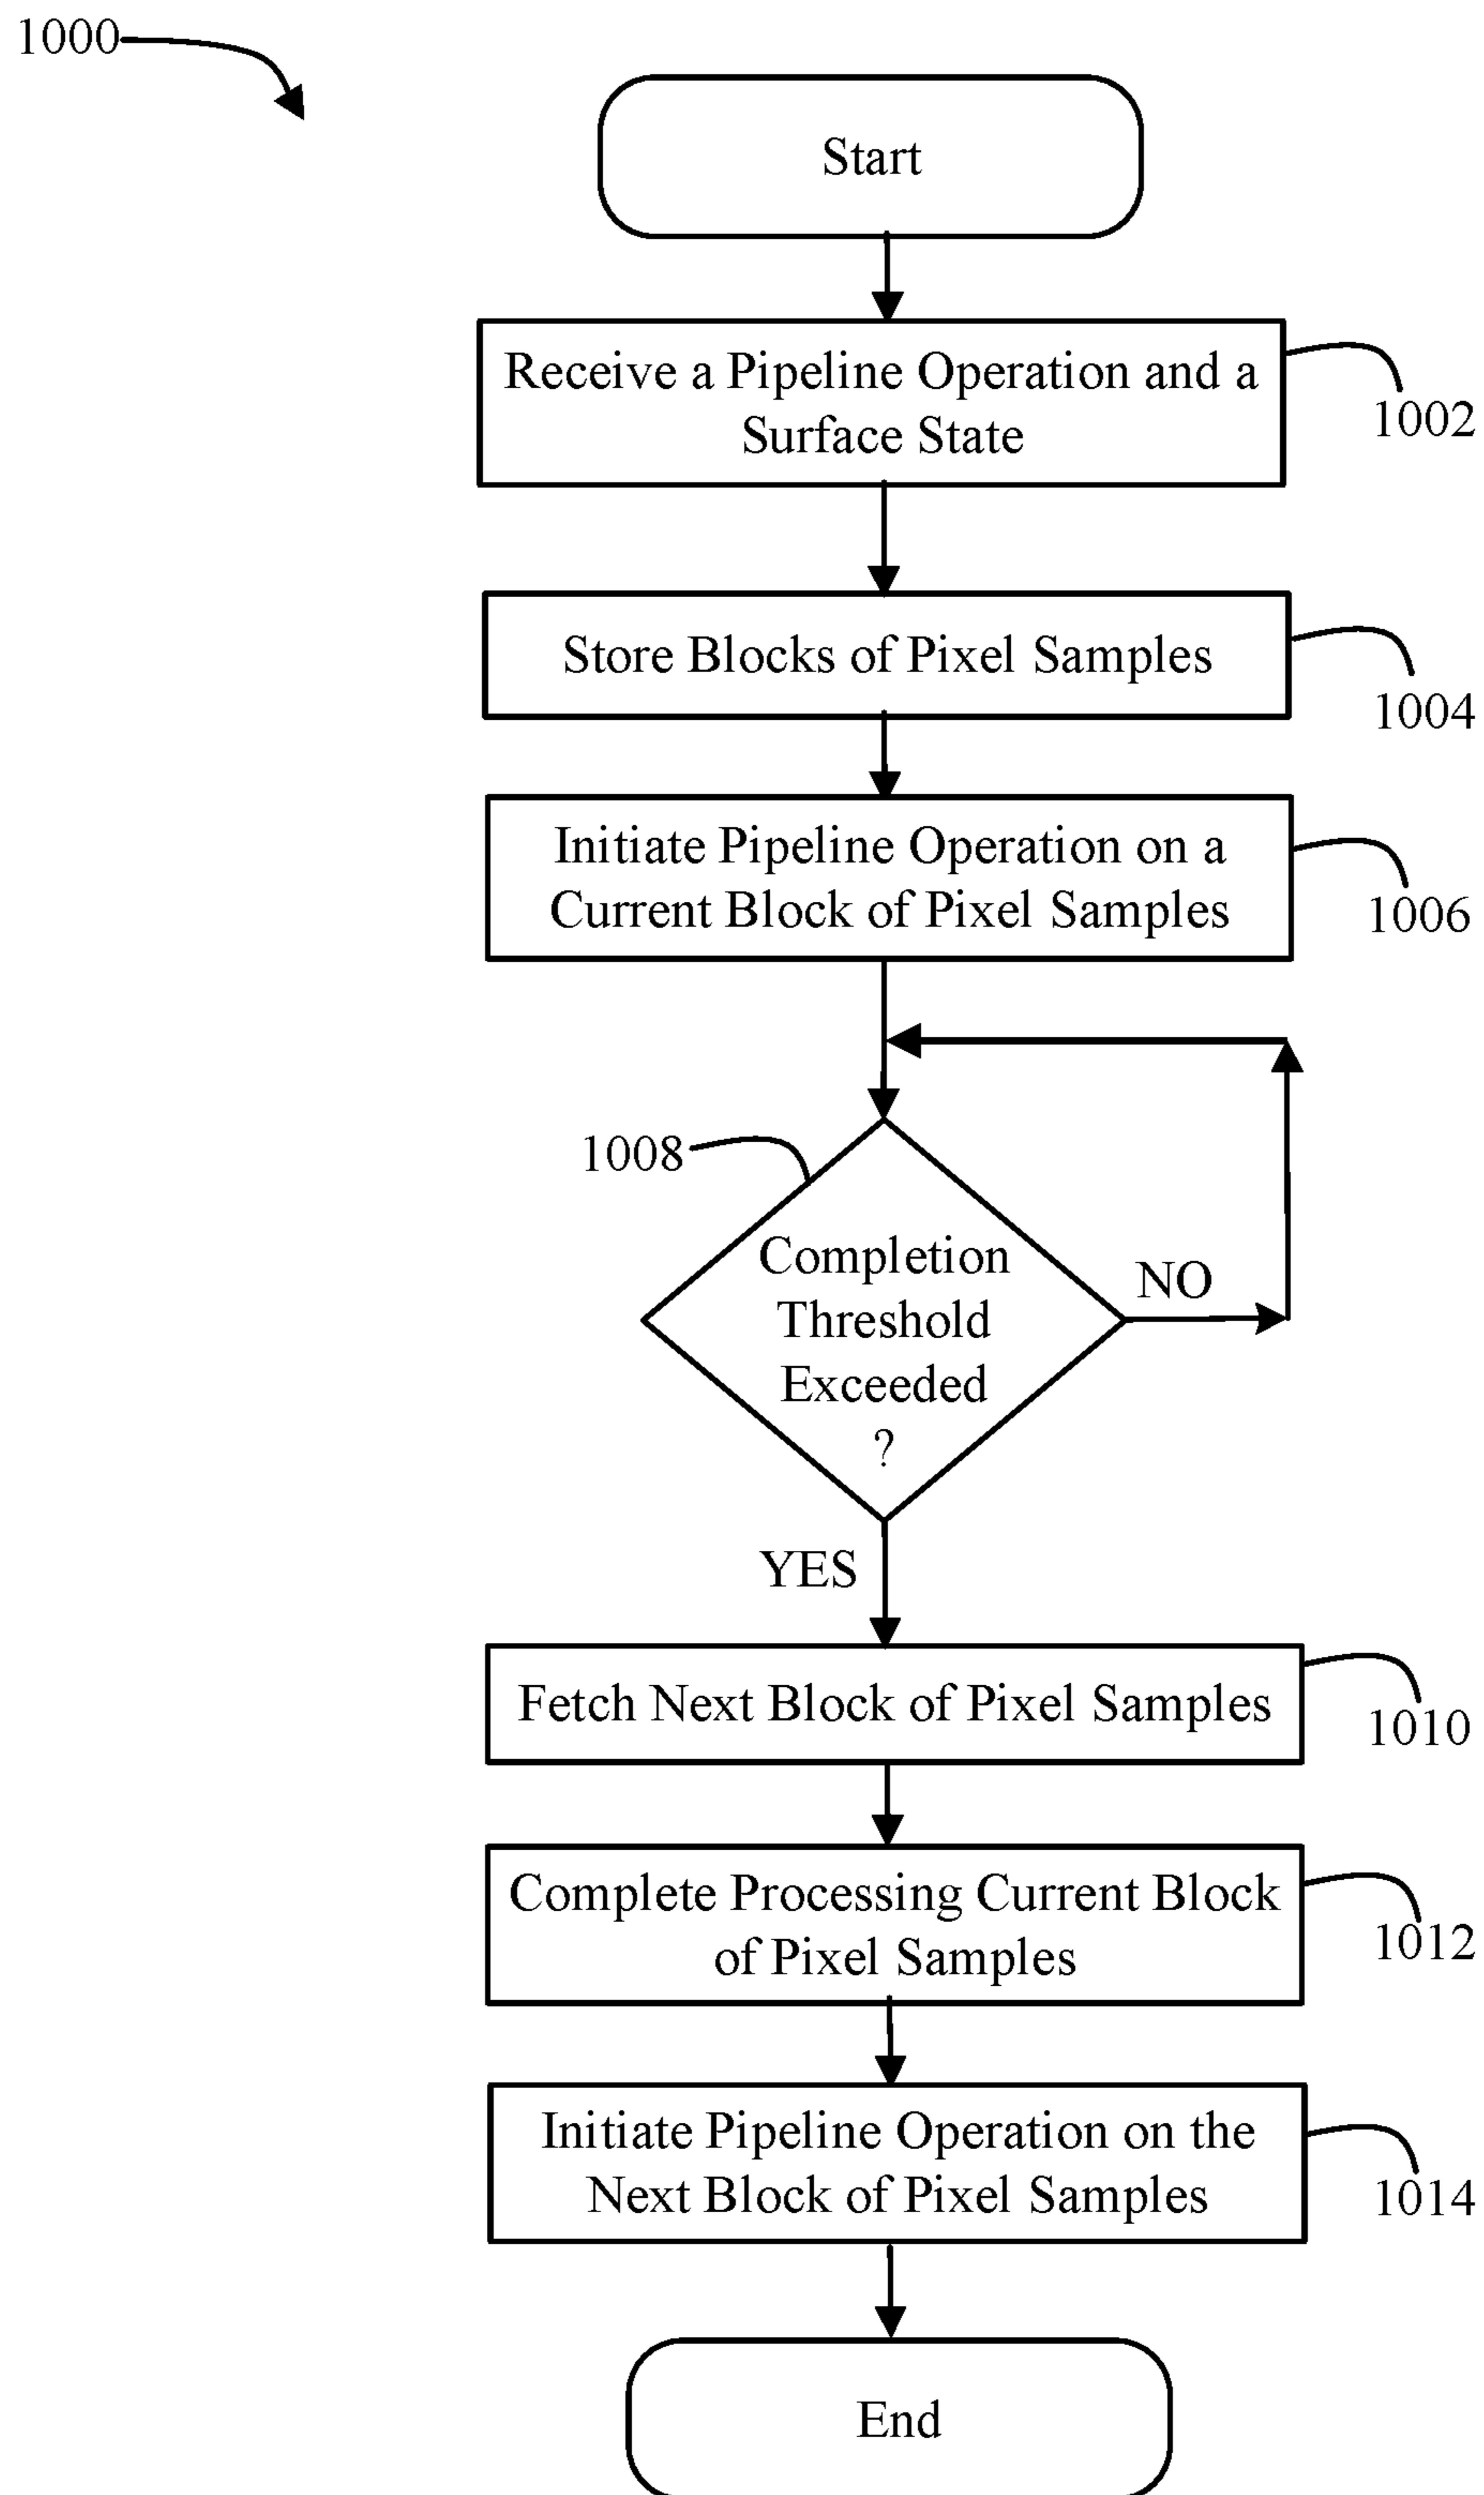 1000
Start
Receive a Pipeline Operation and a
Surface State
1002
Store Blocks of Pixel Samples
1004
Initiate Pipeline Operation on a
Current Block of Pixel Samples
1006
1008
Completion
Threshold
Exceeded
?
NO
YES
Fetch Next Block of Pixel Samples
1010
Complete Processing Current Block
of Pixel Samples
1012
Initiate Pipeline Operation on the
Next Block of Pixel Samples
1014
End